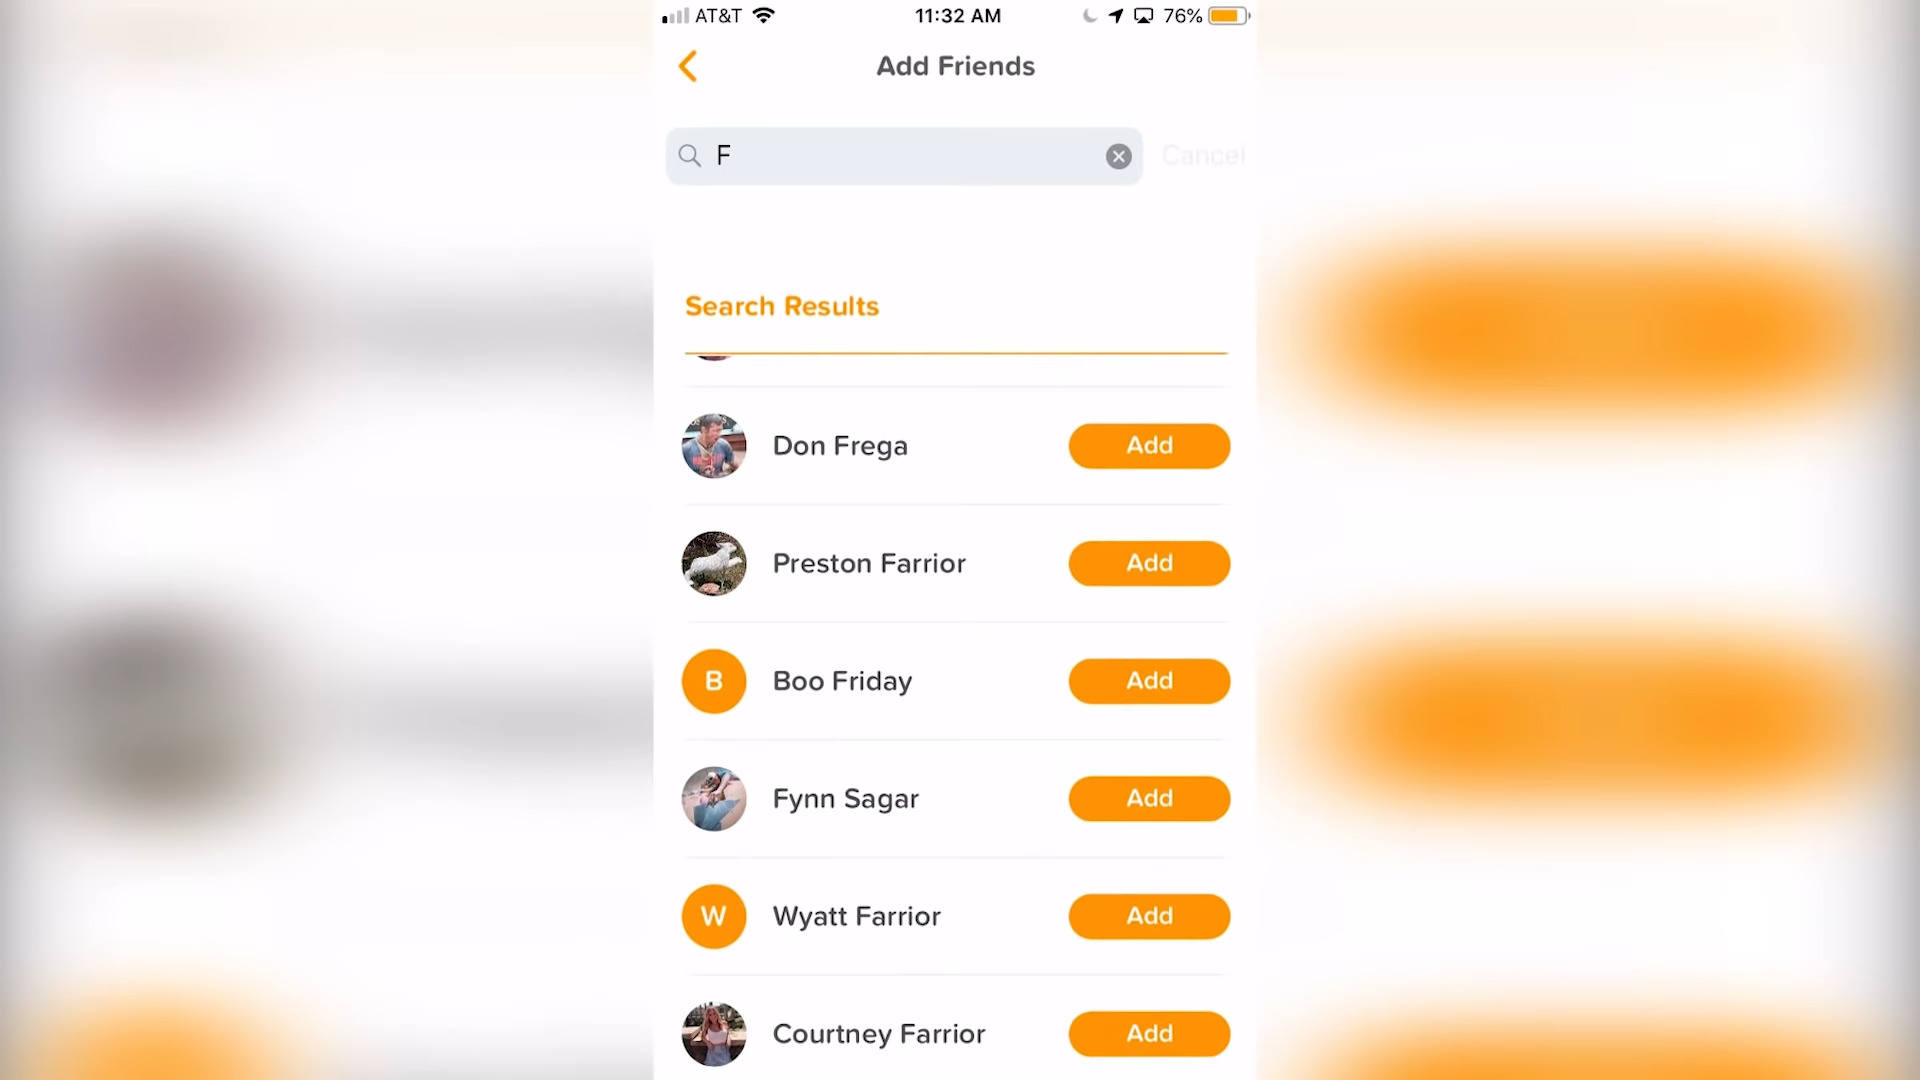 AT&T 11:32 AM 76%
Add Friends
F Cancel
Search Results
Don Frega Add
Preston Farrior Add
B Boo Friday Add
Fynn Sagar Add
W Wyatt Farrior Add
Courtney Farrior Add